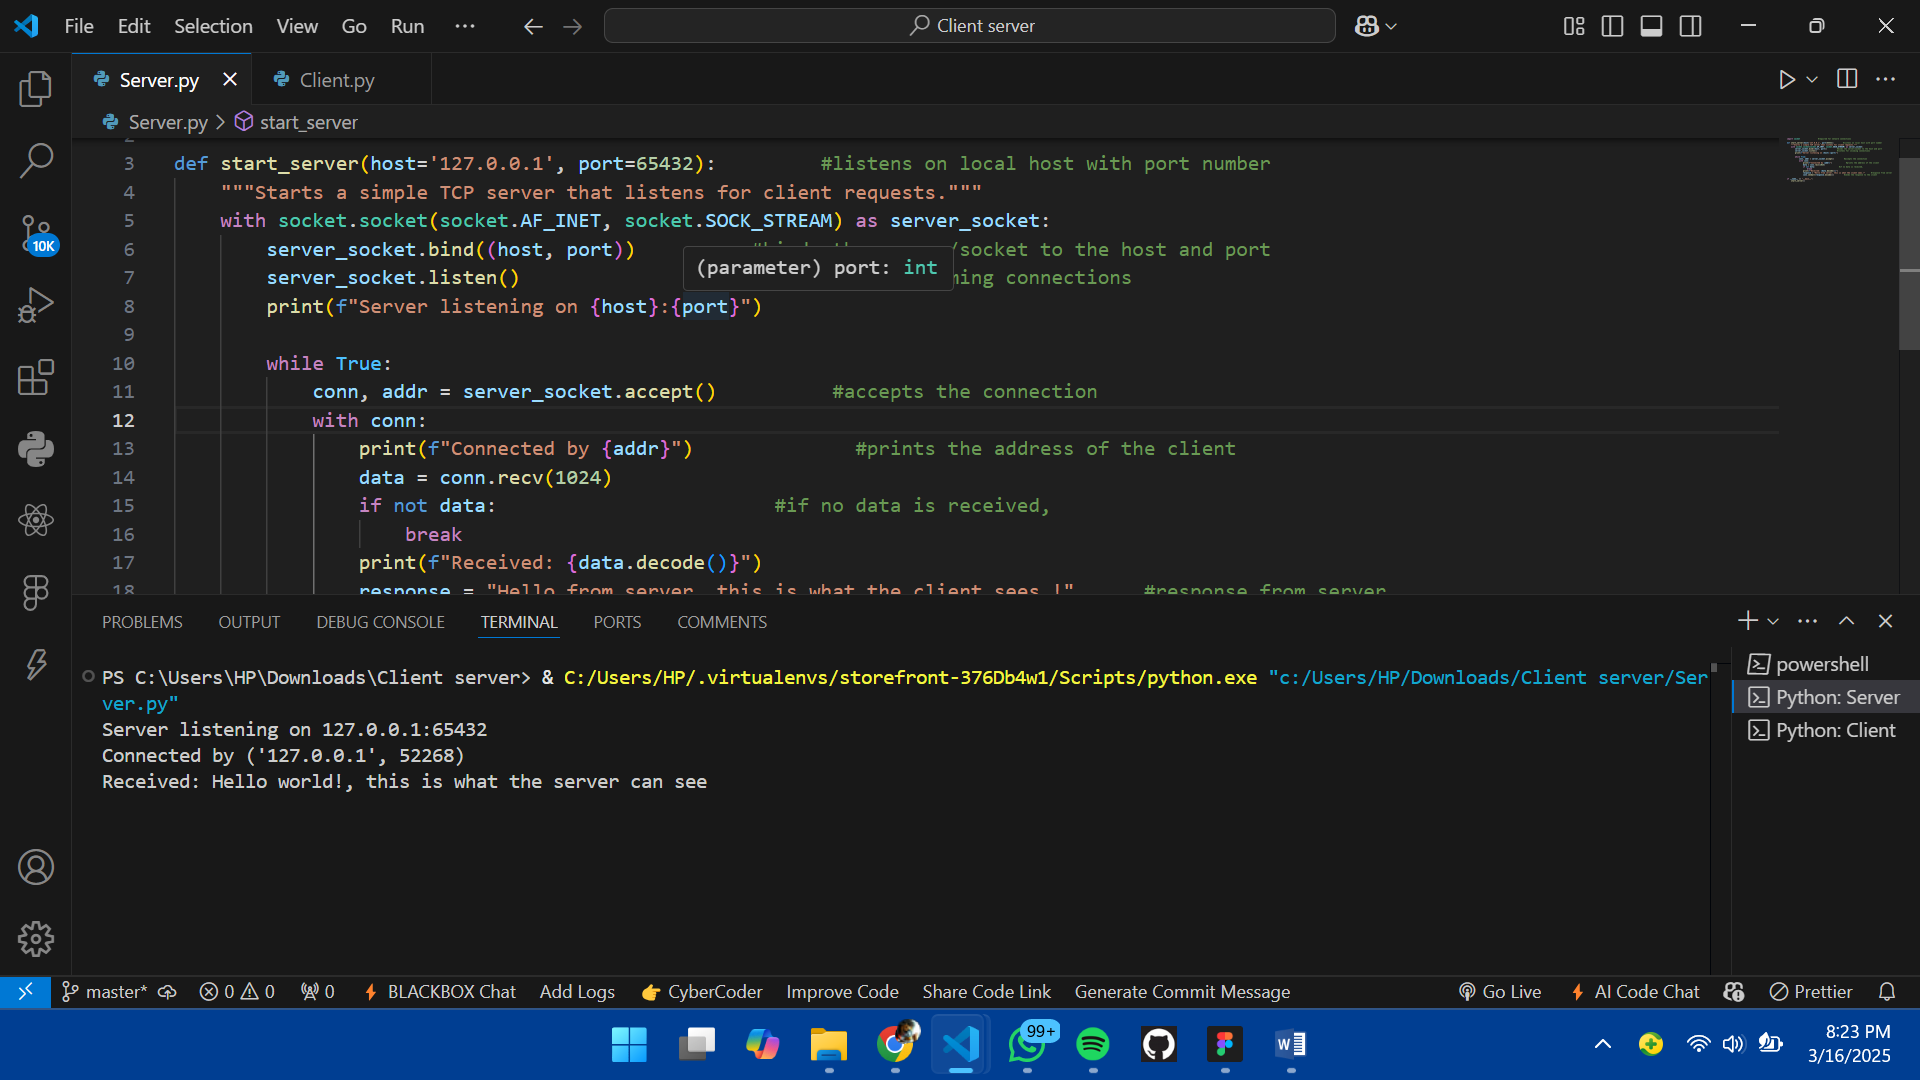 File Edit Selection View Go Run ··· Client server
Server.py Client.py
Server.py > start_server
2
3 def start_server(host='127.0.0.1', port=65432): #listens on local host with port number
4 """Starts a simple TCP server that listens for client requests."""
5 with socket.socket(socket.AF_INET, socket.SOCK_STREAM) as server_socket:
6 server_socket.bind((host, port)) /socket to the host and port
(parameter) port: int
7 server_socket.listen() ming connections
8 print(f"Server listening on {host}:{port}")
9
10 while True:
11 conn, addr = server_socket.accept() #accepts the connection
12 with conn:
13 print(f"Connected by {addr}") #prints the address of the client
14 data = conn.recv(1024)
15 if not data: #if no data is received,
16 break
17 print(f"Received: {data.decode()}")
18 response = "Hello from server, this is what the client sees !" #response from server
10K
PROBLEMS OUTPUT DEBUG CONSOLE TERMINAL PORTS COMMENTS
PS C:\Users\HP\Downloads\Client server> & C:/Users/HP/.virtualenvs/storefront-376Db4w1/Scripts/python.exe "c:/Users/HP/Downloads/Client server/Ser
ver.py"
Server listening on 127.0.0.1:65432
Connected by ('127.0.0.1', 52268)
Received: Hello world!, this is what the server can see
powershell
Python: Server
Python: Client
master* 0 0 0 BLACKBOX Chat Add Logs CyberCoder Improve Code Share Code Link Generate Commit Message Go Live AI Code Chat Prettier
99+
W
8:23 PM
3/16/2025